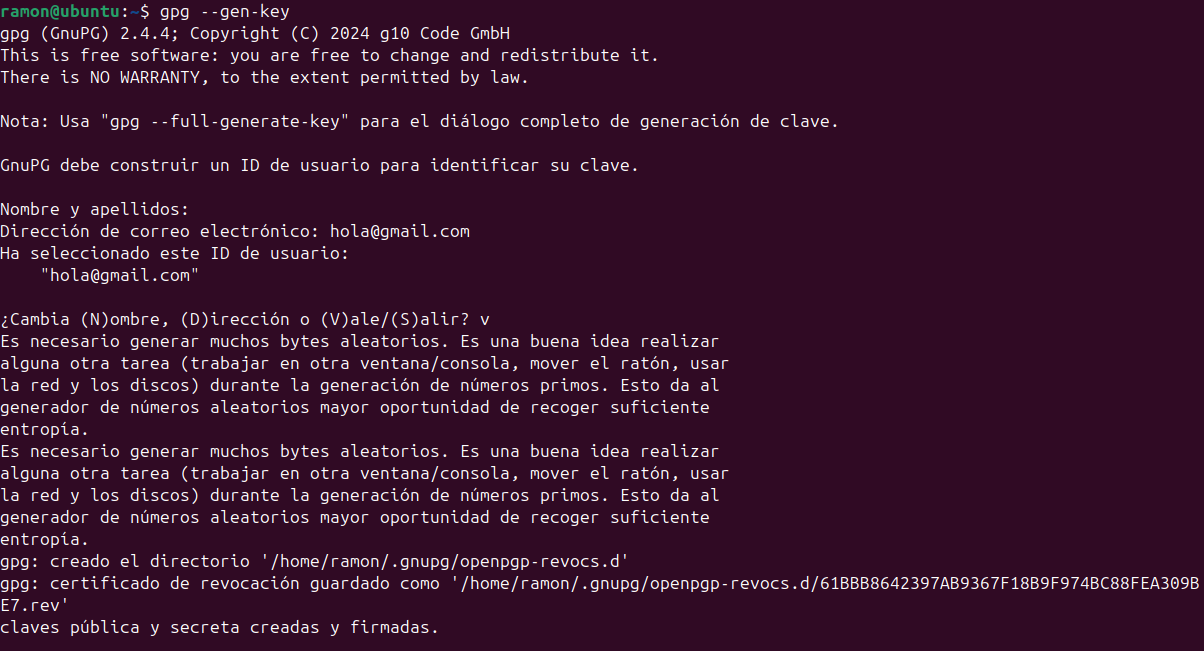 ramon@ubuntu:~$ gpg --gen-key
gpg (GnuPG) 2.4.4; Copyright (C) 2024 g10 Code GmbH
This is free software: you are free to change and redistribute it.
There is NO WARRANTY, to the extent permitted by law.

Nota: Usa "gpg --full-generate-key" para el diálogo completo de generación de clave.

GnuPG debe construir un ID de usuario para identificar su clave.

Nombre y apellidos:
Dirección de correo electrónico: hola@gmail.com
Ha seleccionado este ID de usuario:
    "hola@gmail.com"

¿Cambia (N)ombre, (D)irección o (V)ale/(S)alir? v
Es necesario generar muchos bytes aleatorios. Es una buena idea realizar
alguna otra tarea (trabajar en otra ventana/consola, mover el ratón, usar
la red y los discos) durante la generación de números primos. Esto da al
generador de números aleatorios mayor oportunidad de recoger suficiente
entropía.
Es necesario generar muchos bytes aleatorios. Es una buena idea realizar
alguna otra tarea (trabajar en otra ventana/consola, mover el ratón, usar
la red y los discos) durante la generación de números primos. Esto da al
generador de números aleatorios mayor oportunidad de recoger suficiente
entropía.
gpg: creado el directorio '/home/ramon/.gnupg/openpgp-revocs.d'
gpg: certificado de revocación guardado como '/home/ramon/.gnupg/openpgp-revocs.d/61BBB8642397AB9367F18B9F974BC88FEA309B
E7.rev'
claves pública y secreta creadas y firmadas.